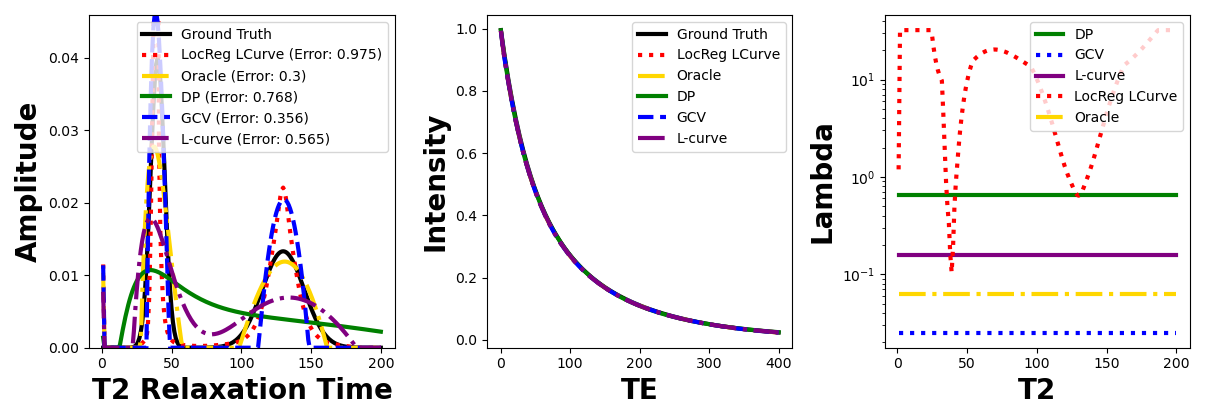 Amplitude
0.04
0.03
0.02
0.01
0.00
0
50
100
150
200
T2 Relaxation Time
Ground Truth
LocReg LCurve (Error: 0.975)
Oracle (Error: 0.3)
DP (Error: 0.768)
GCV (Error: 0.356)
L-curve (Error: 0.565)
Intensity
1.0
0.8
0.6
0.4
0.2
0.0
0
100
200
300
400
TE
Ground Truth
LocReg LCurve
Oracle
DP
GCV
L-curve
Lambda
10¹
10⁰
10⁻¹
0
50
100
150
200
T2
DP
GCV
L-curve
LocReg LCurve
Oracle